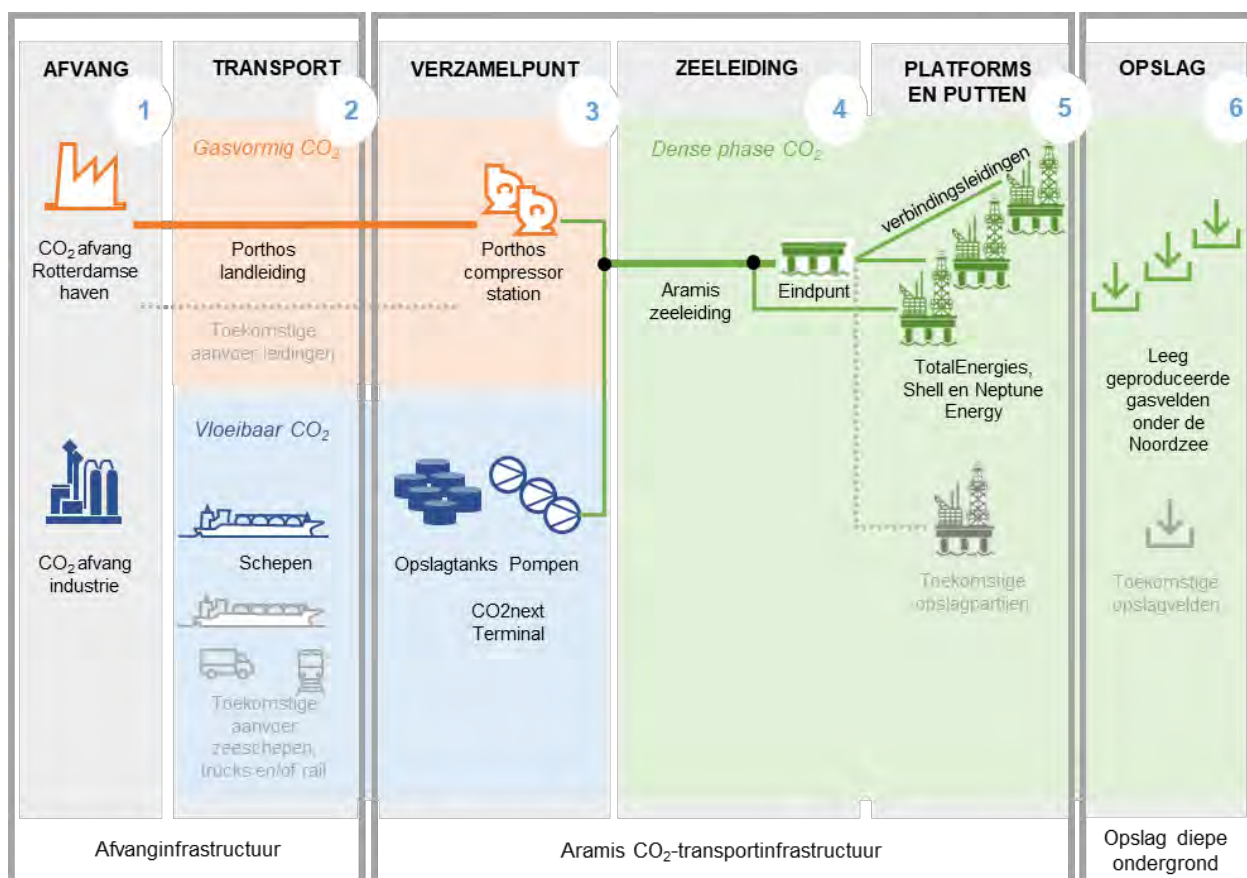 AFVANG
1
TRANSPORT
2
VERZAMELPUNT
3
ZEELEIDING
4
PLATFORMS
EN PUTTEN
5
OPSLAG
6
Gasvormig CO₂
Dense phase CO₂
verbindingsleidingen
CO₂ afvang
Rotterdamse
haven
Porthos
landleiding
Porthos
compressor
station
Aramis
zeeleiding
Eindpunt
Toekomstige
aanvoer leidingen
TotalEnergies,
Shell en Neptune
Energy
Leeg
geproduceerde
gasvelden
onder de
Noordzee
Vloeibaar CO₂
CO₂ afvang
industrie
Schepen
Opslagtanks Pompen
CO2next
Terminal
Toekomstige
opslagpartijen
Toekomstige
opslagvelden
Toekomstige
aanvoer
zeeschepen,
trucks en/of rail
Afvanginfrastructuur
Aramis CO₂-transportinfrastructuur
Opslag diepe
ondergrond